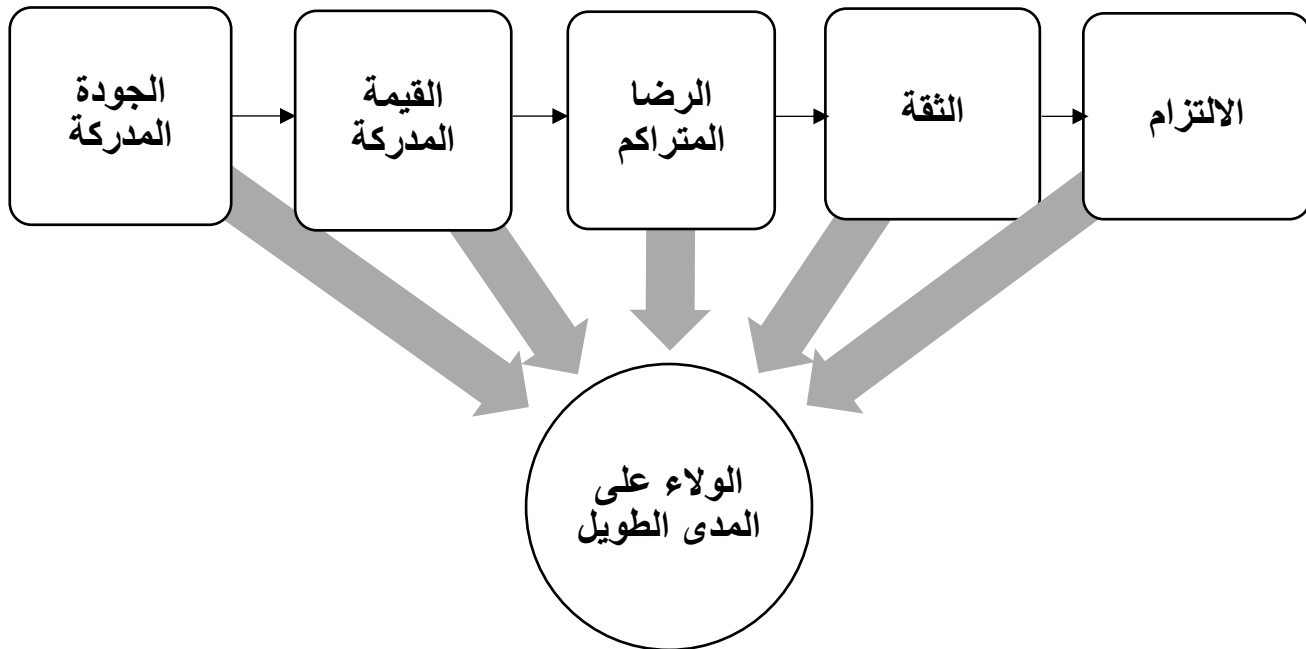 الجودة
المدركة
القيمة
المدركة
الرضا
المتراكم
الثقة
الالتزام
الولاء على
المدى الطويل